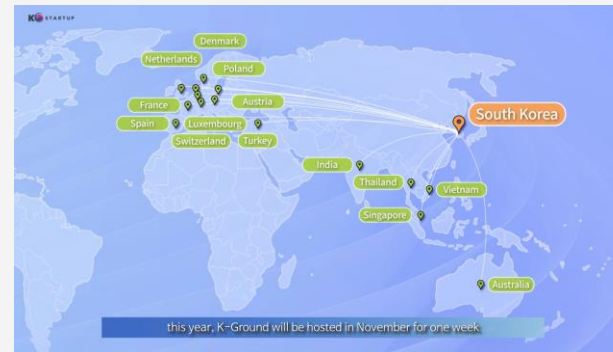 K STARTUP
Denmark
Netherlands
Poland
France
Austria
South Korea
Spain
Luxembourg
Switzerland
Turkey
India
Thailand
Vietnam
Singapore
Australia
this year, K-Ground will be hosted in November for one week